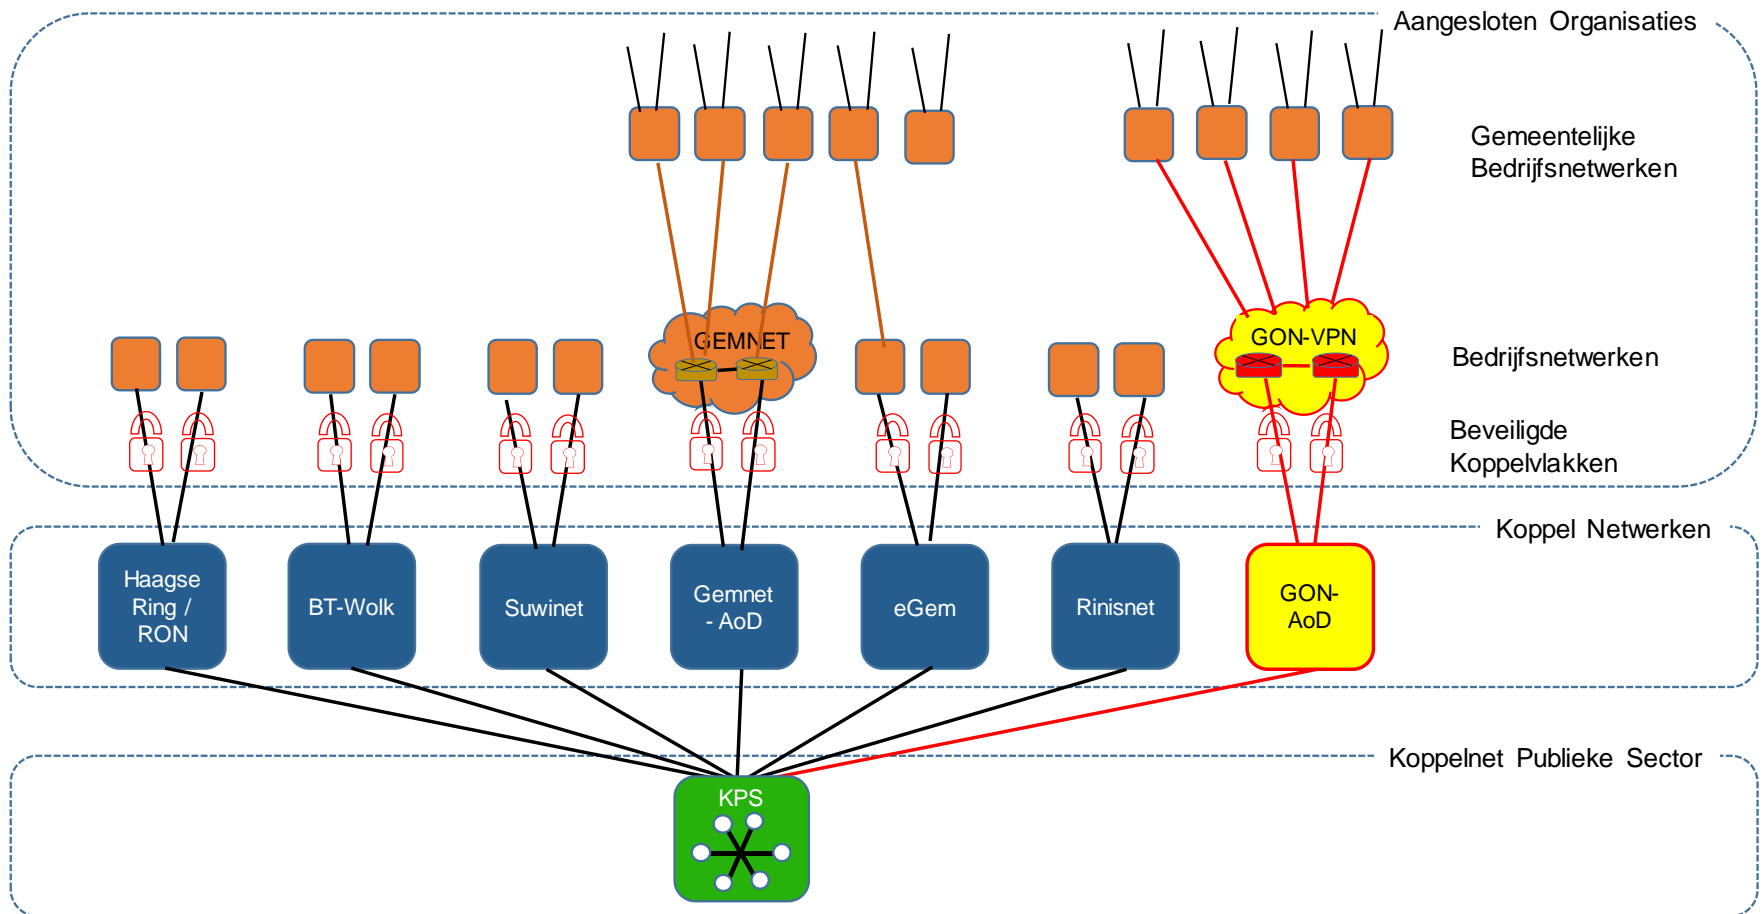 Aangesloten Organisaties
Gemeentelijke
Bedrijfsnetwerken
GEMNET
GON-VPN
Bedrijfsnetwerken
Beveiligde
Koppelvlakken
Koppel Netwerken
Haagse
Ring /
RON
BT-Wolk
Suwinet
Gemnet
- AoD
eGem
Rinisnet
GON-
AoD
Koppelnet Publieke Sector
KPS